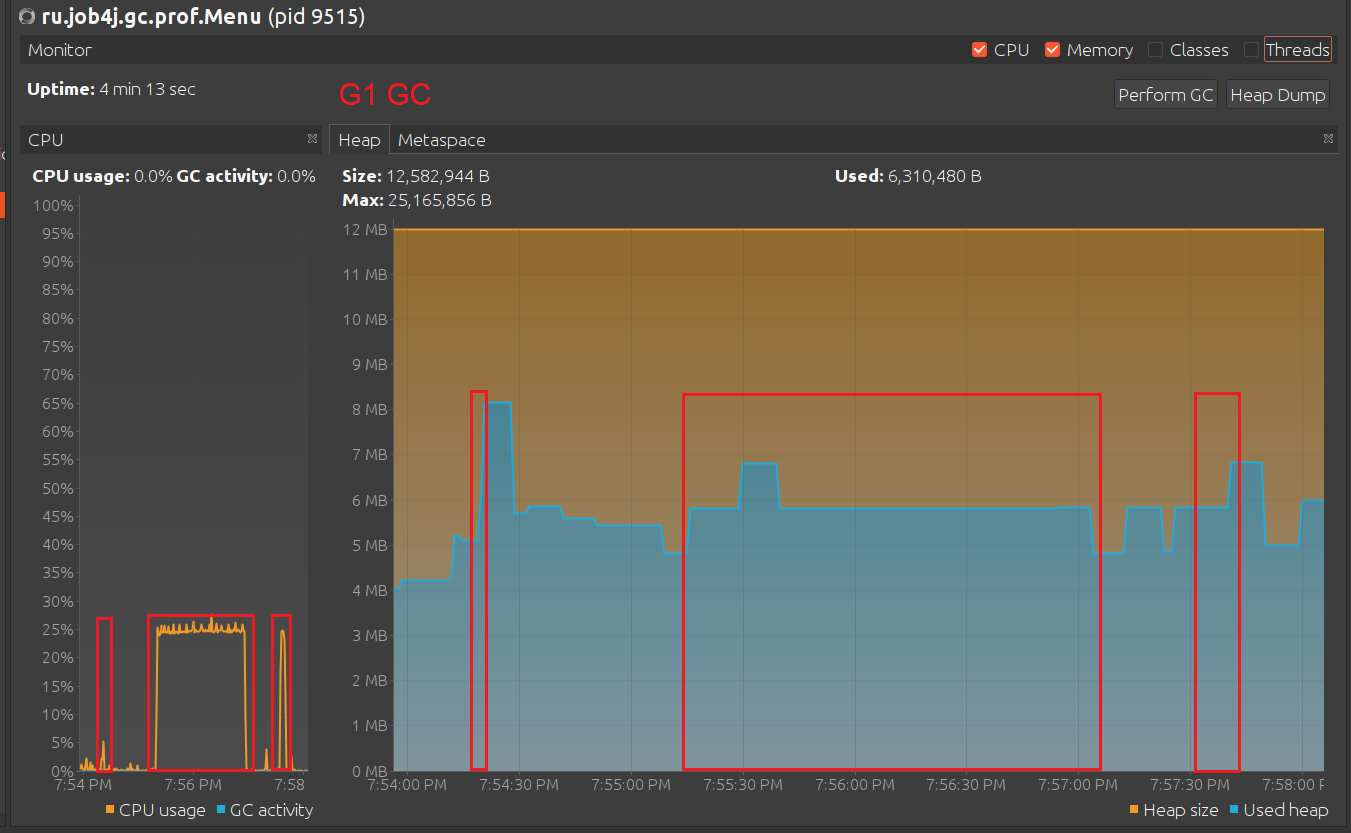 ru.job4j.gc.prof.Menu (pid 9515)
Monitor
CPU Memory Classes Threads
Uptime: 4 min 13 sec
G1 GC
Perform GC Heap Dump
CPU
Heap Metaspace
CPU usage: 0.0% GC activity: 0.0%
Size: 12,582,944 B
Used: 6,310,480 B
Max: 25,165,856 B
100%
95%
90%
85%
80%
75%
70%
65%
60%
55%
50%
45%
40%
35%
30%
25%
20%
15%
10%
5%
0%
7:54 PM 7:56 PM 7:58
CPU usage GC activity
12 MB
11 MB
10 MB
9 MB
8 MB
7 MB
6 MB
5 MB
4 MB
3 MB
2 MB
1 MB
0 MB
7:54:00 PM 7:54:30 PM 7:55:00 PM 7:55:30 PM 7:56:00 PM 7:56:30 PM 7:57:00 PM 7:57:30 PM 7:58:00
Heap size Used heap